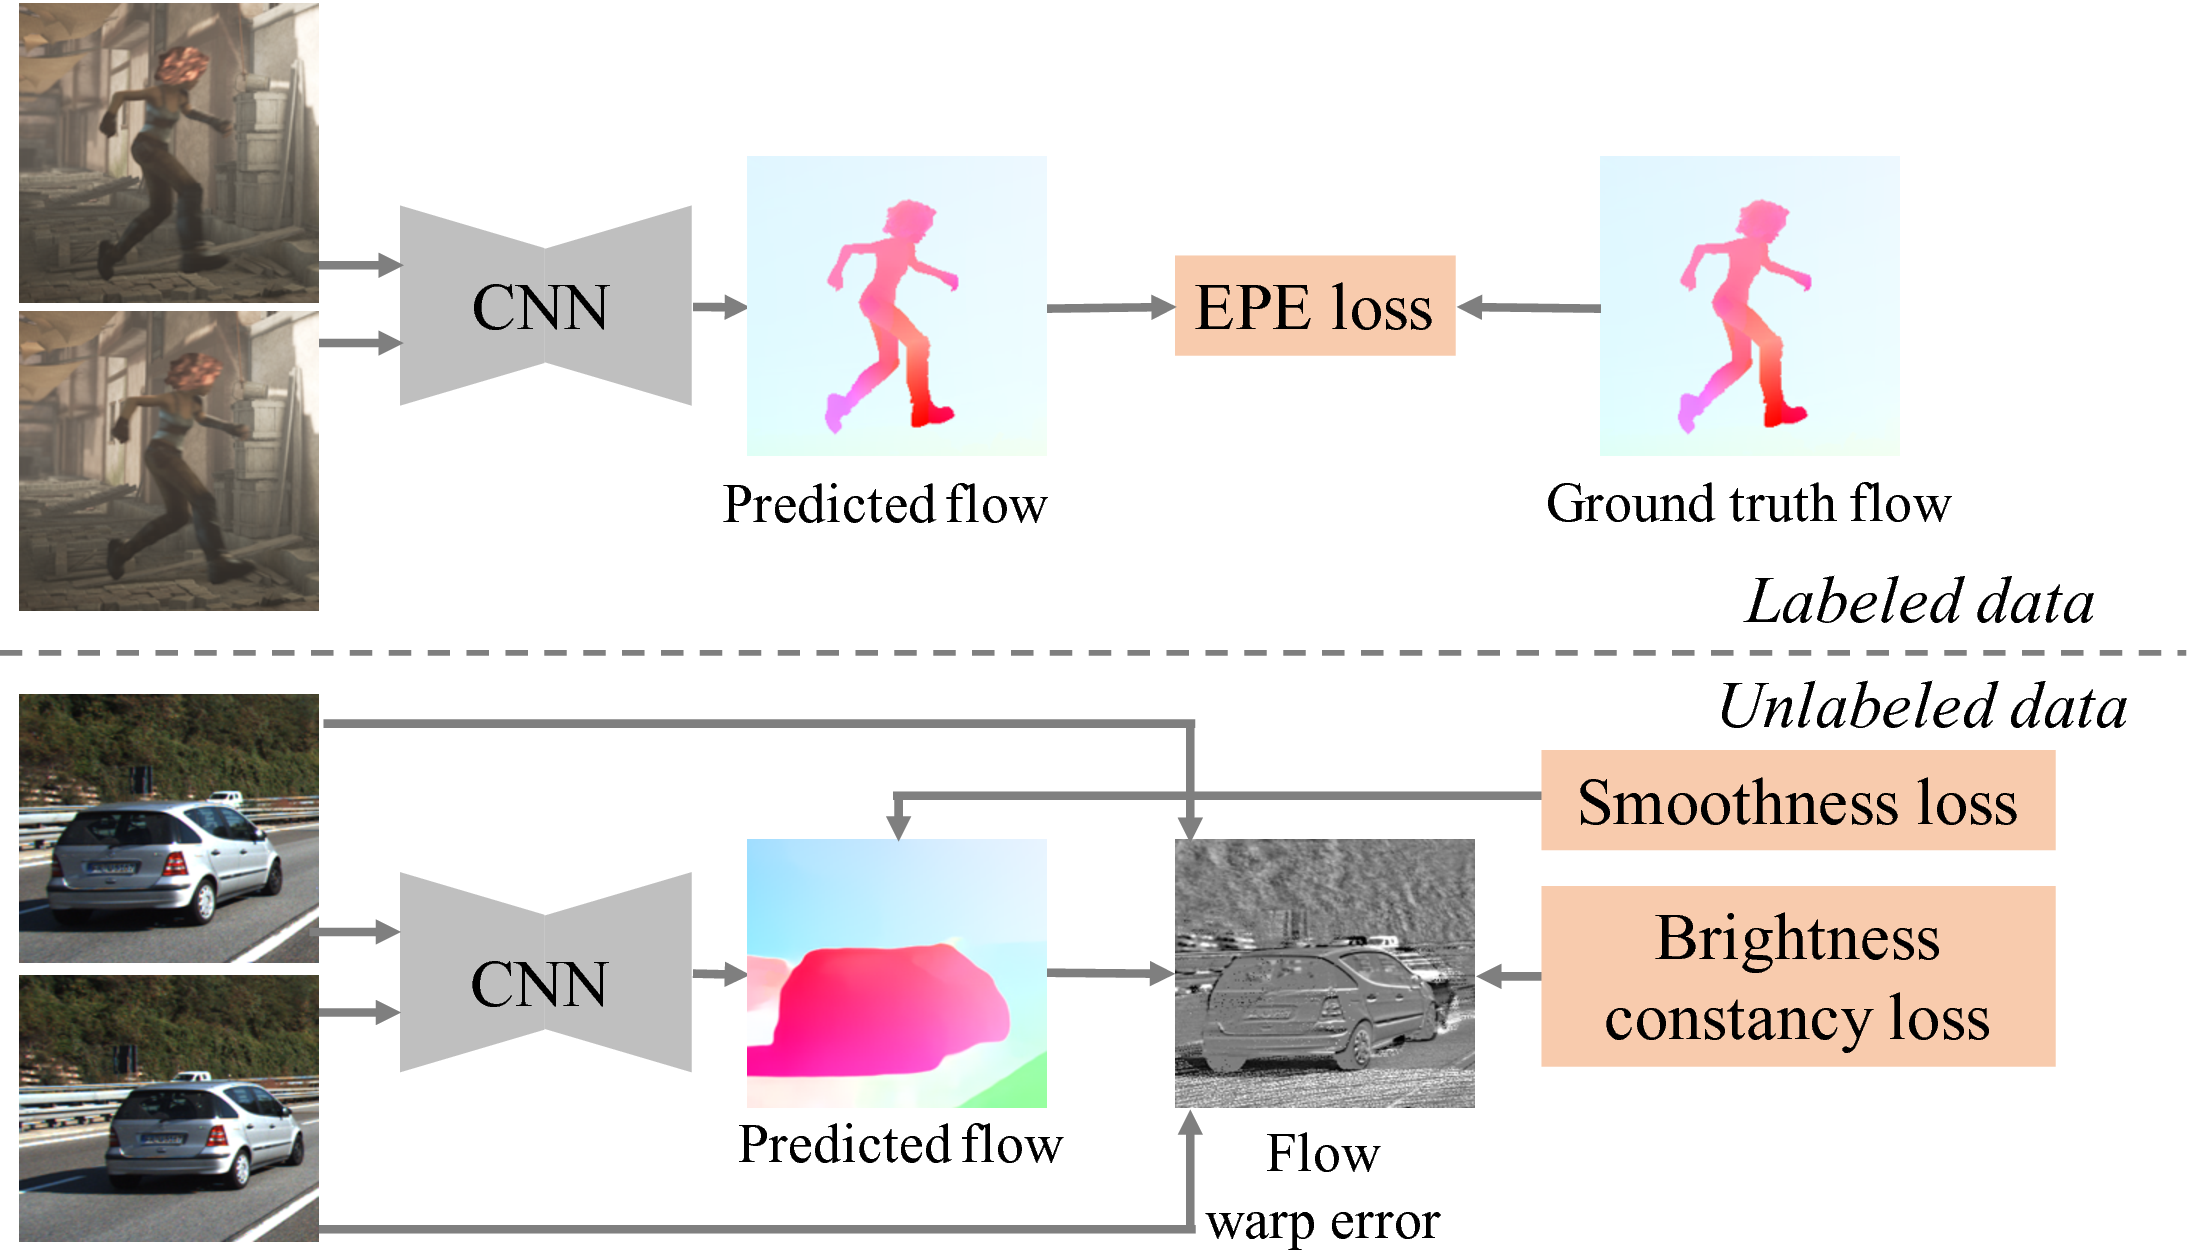 CNN
EPE loss
Predicted flow
Ground truth flow
Labeled data
Unlabeled data
Smoothness loss
CNN
Brightness
constancy loss
Predicted flow
Flow
warp error